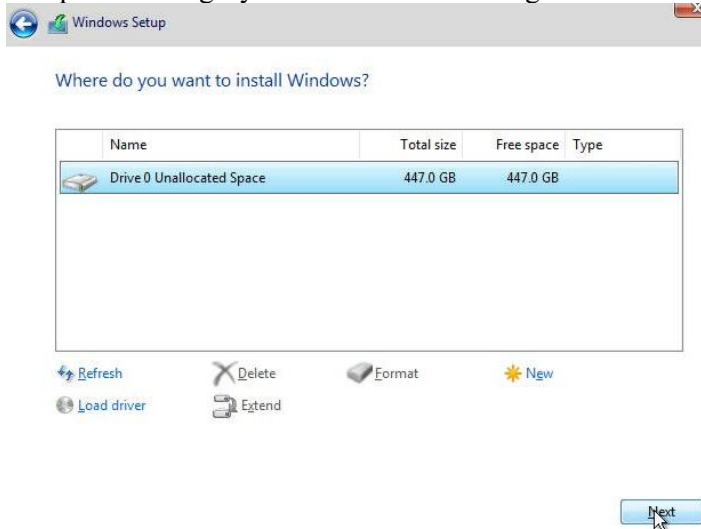 Windows Setup
Where do you want to install Windows?
Name Total size Free space Type
Drive 0 Unallocated Space 447.0 GB 447.0 GB
Refresh Delete Format New
Load driver Extend
Next